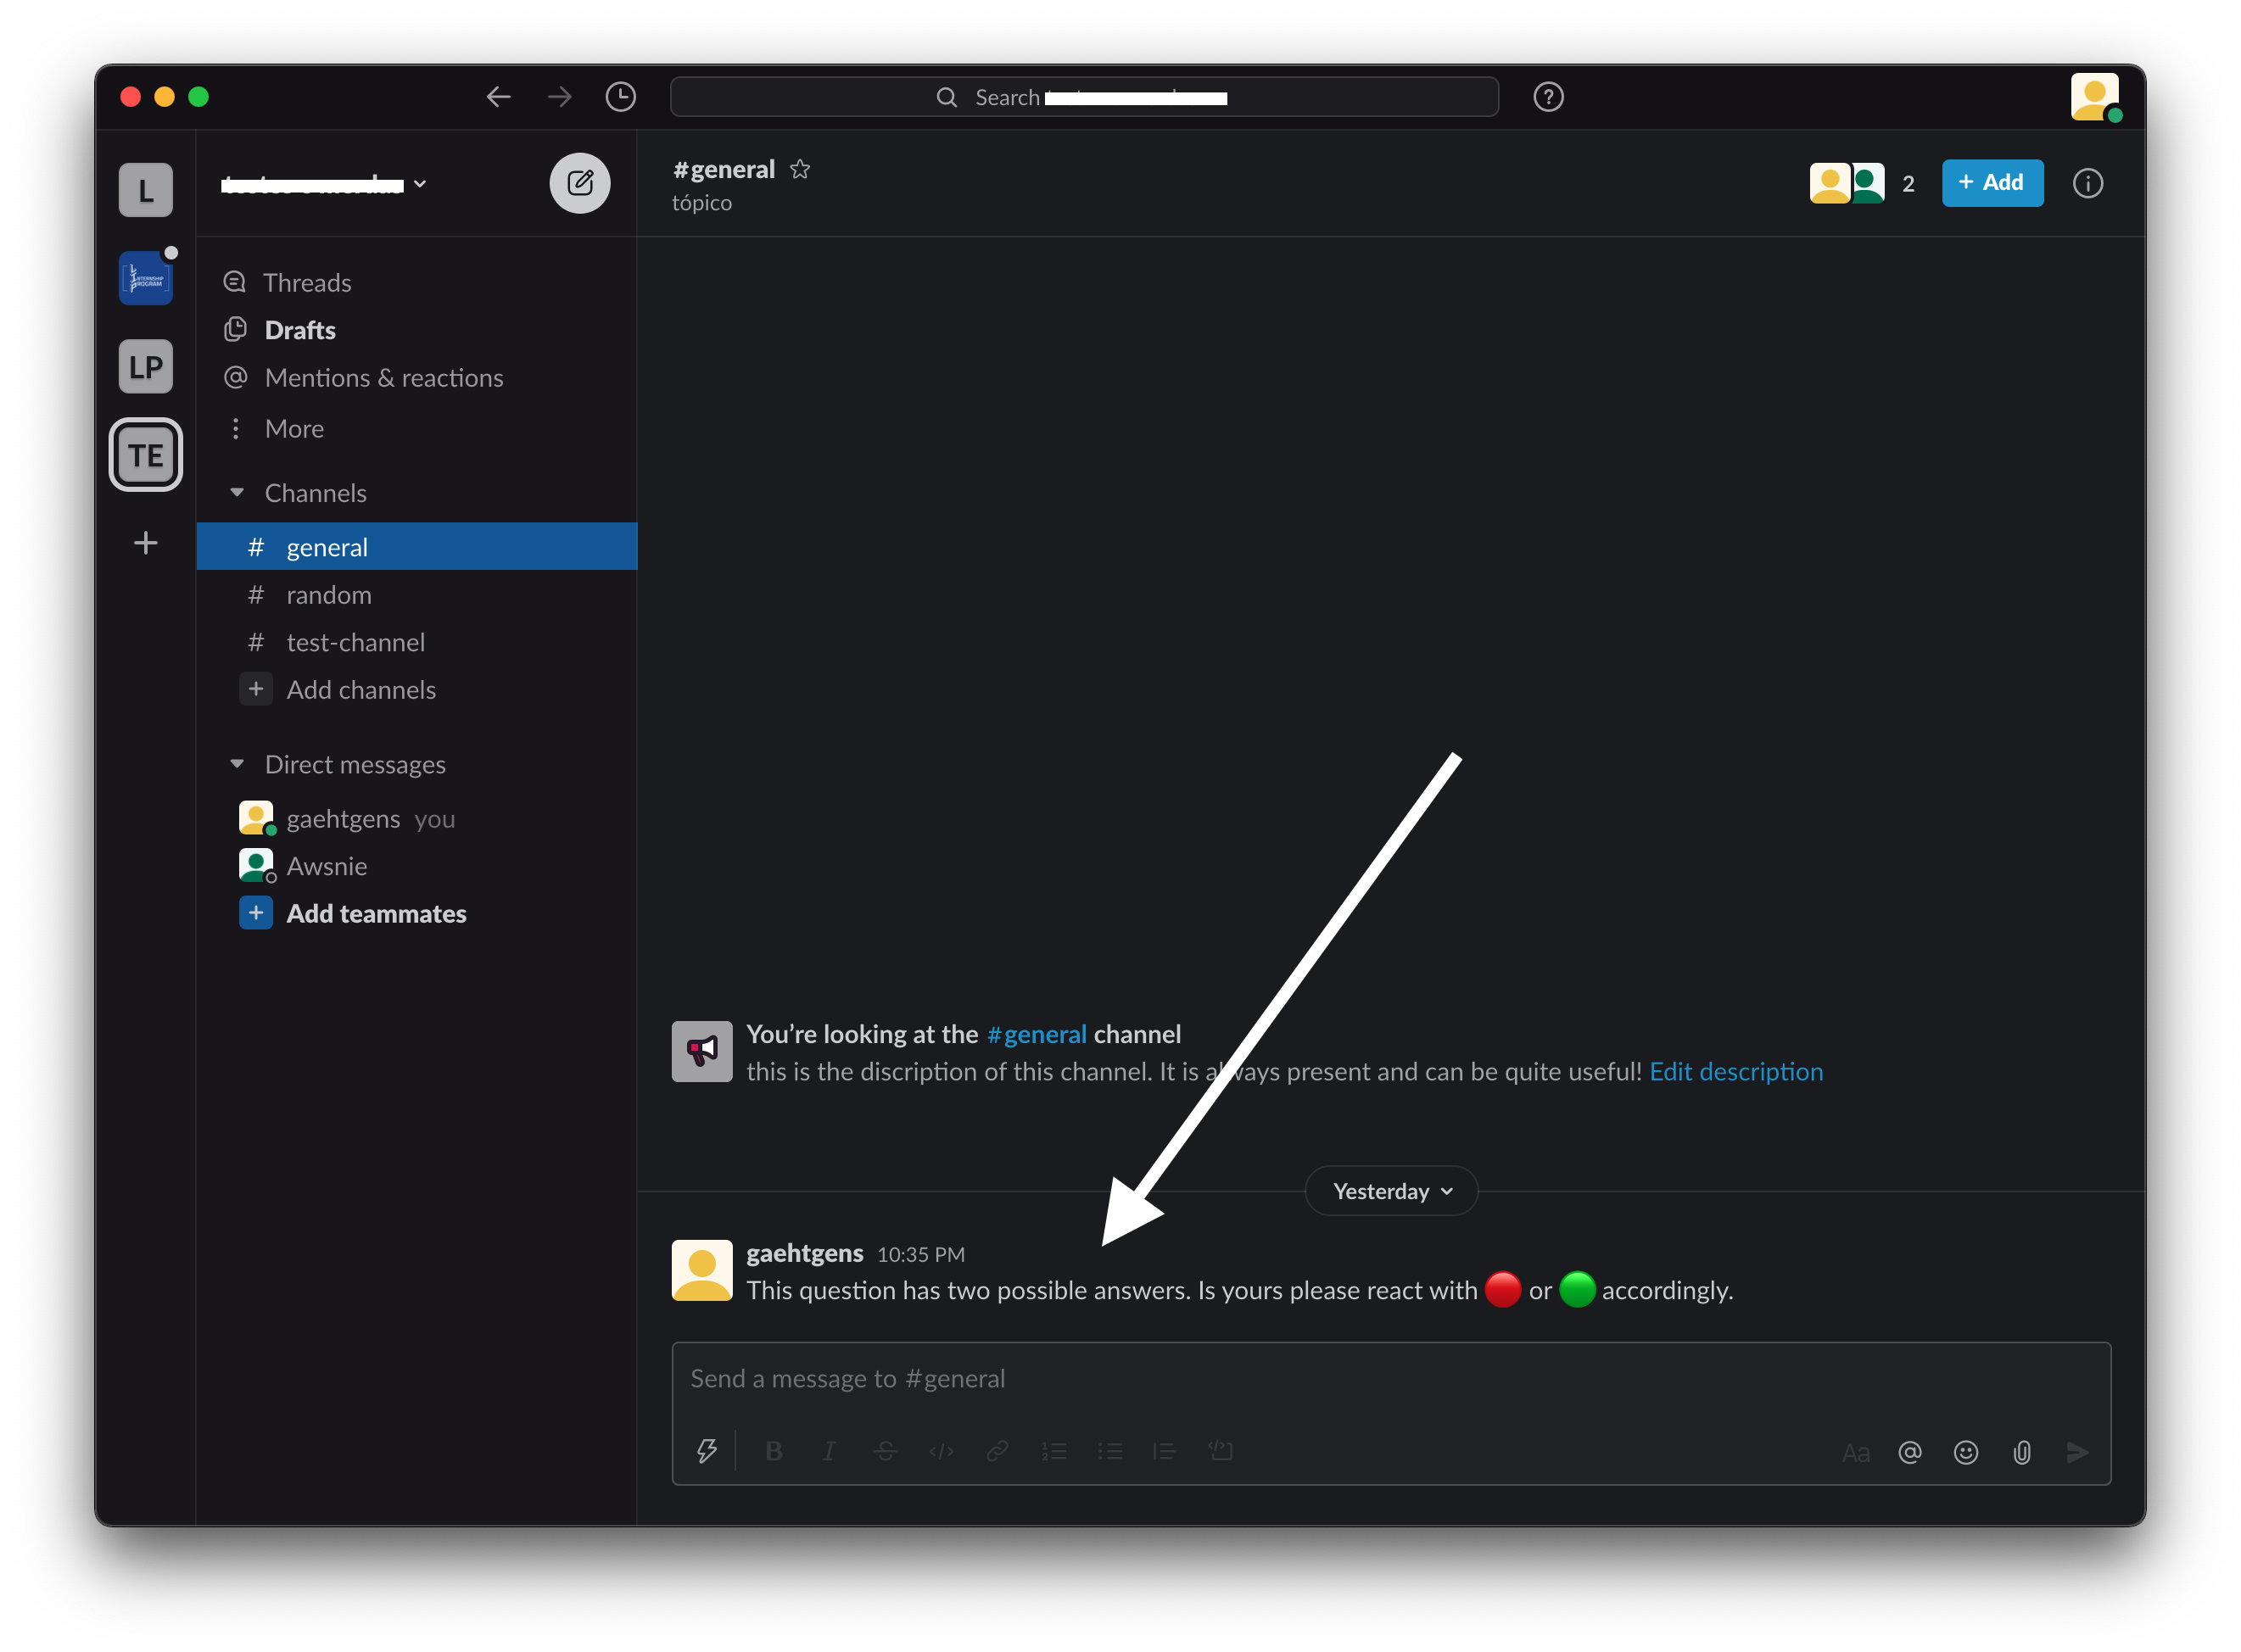 Search
L
INTERNSHIP
PROGRAM
LP
TE
Threads
Drafts
Mentions & reactions
More
Channels
# general
# random
# test-channel
Add channels
Direct messages
gaehtgens you
Awsnie
Add teammates
#general
tópico
2
+ Add
You're looking at the #general channel
this is the discription of this channel. It is always present and can be quite useful! Edit description
Yesterday
gaehtgens 10:35 PM
This question has two possible answers. Is yours please react with 🔴 or 🟢 accordingly.
Send a message to #general
B I S </> Aa @